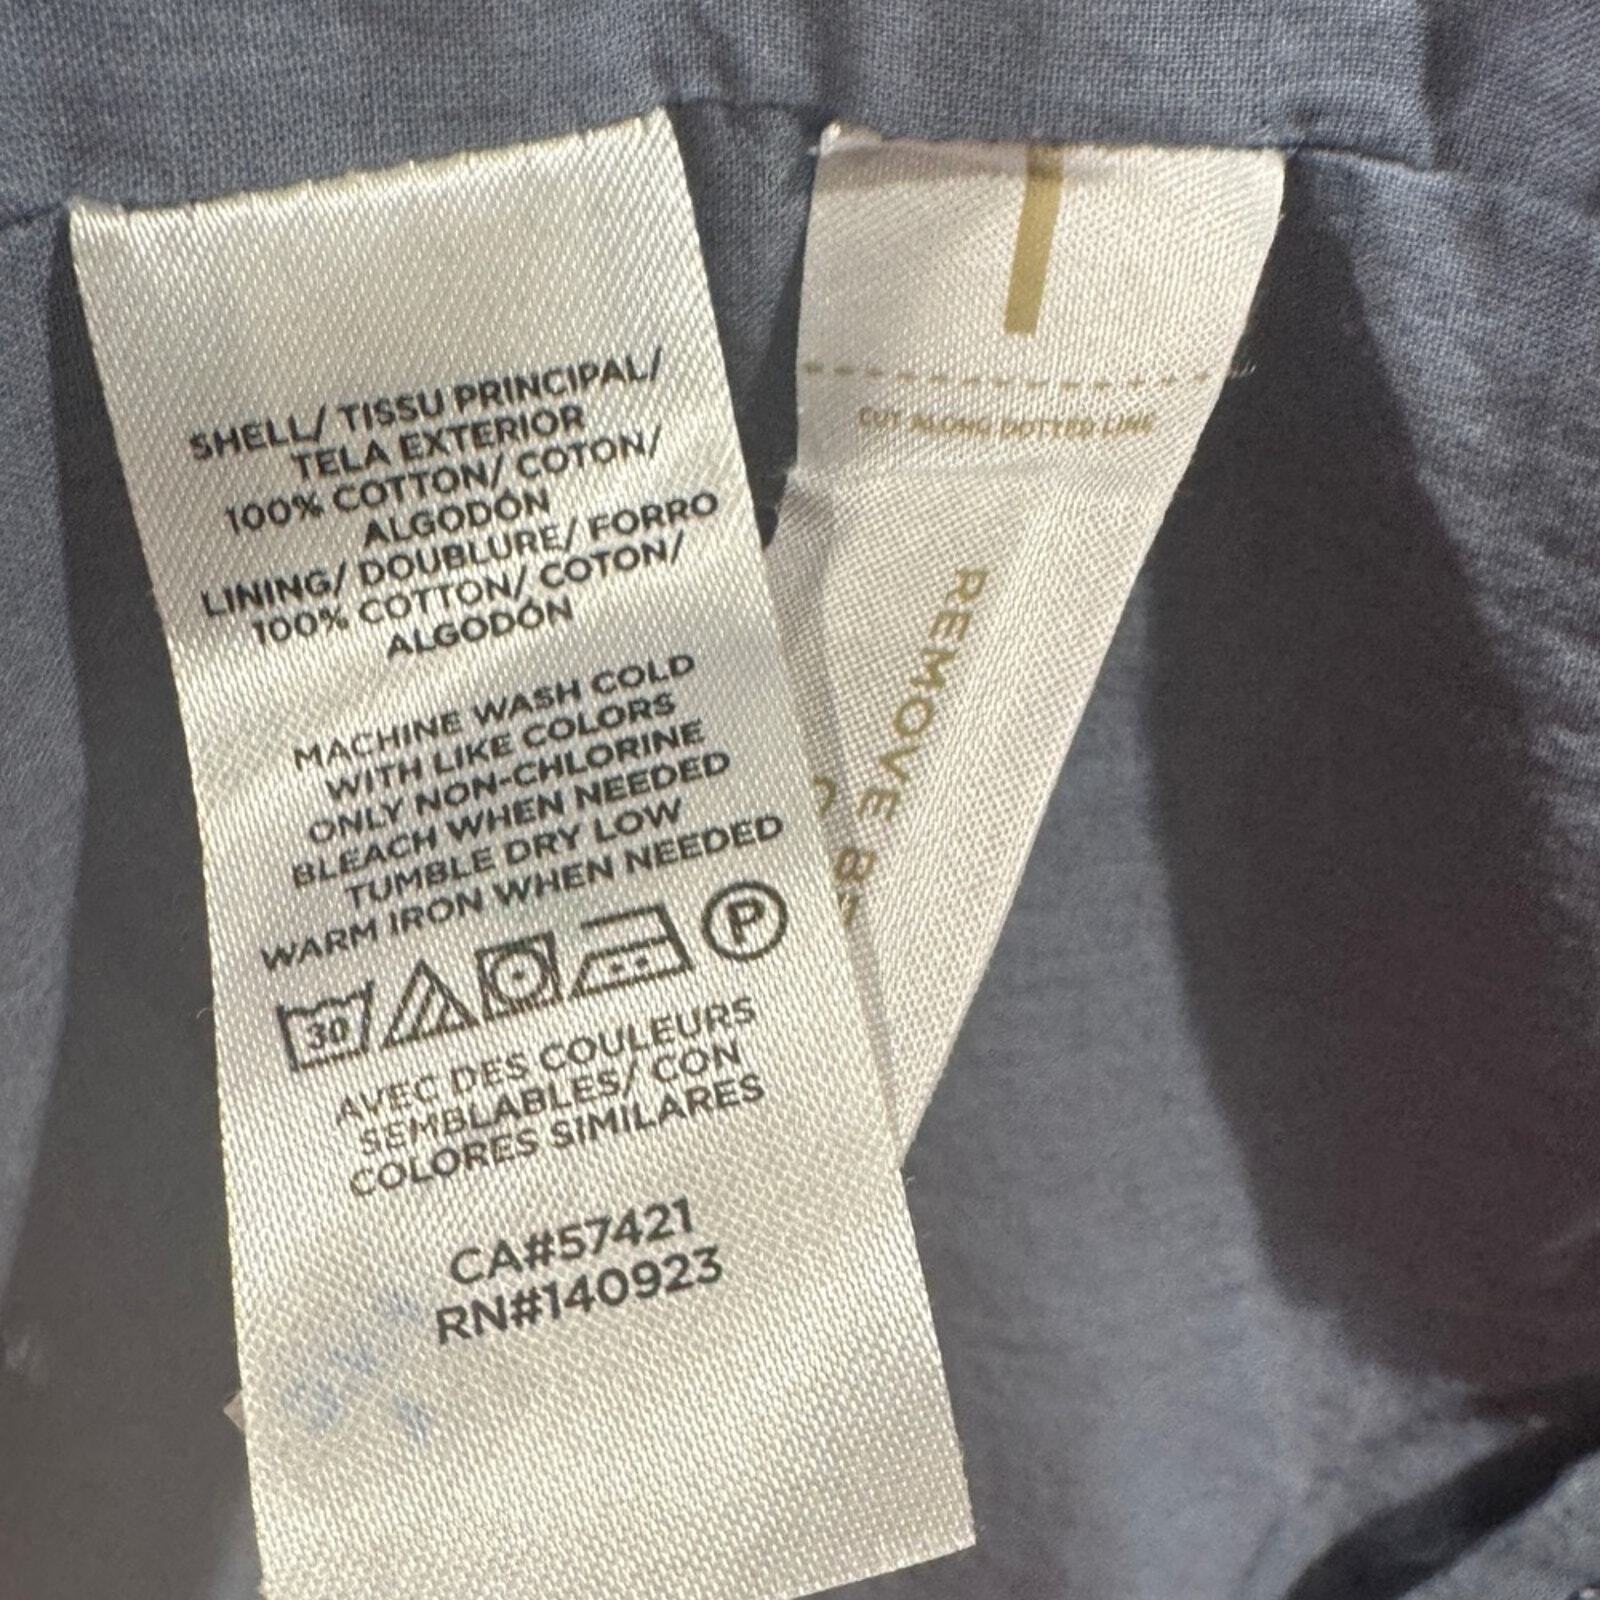 SHELL/ TISSU PRINCIPAL/
TELA EXTERIOR
100% COTTON/ COTON/
ALGODÓN
LINING/ DOUBLURE/ FORRO
100% COTTON/ COTON/
ALGODÓN
MACHINE WASH COLD
WITH LIKE COLORS
ONLY NON-CHLORINE
BLEACH WHEN NEEDED
TUMBLE DRY LOW
WARM IRON WHEN NEEDED
30
P
AVEC DES COULEURS
SEMBLABLES/ CON
COLORES SIMILARES
CA#57421
RN#140923
CUT ALONG DOTTED LINE
REMOVE